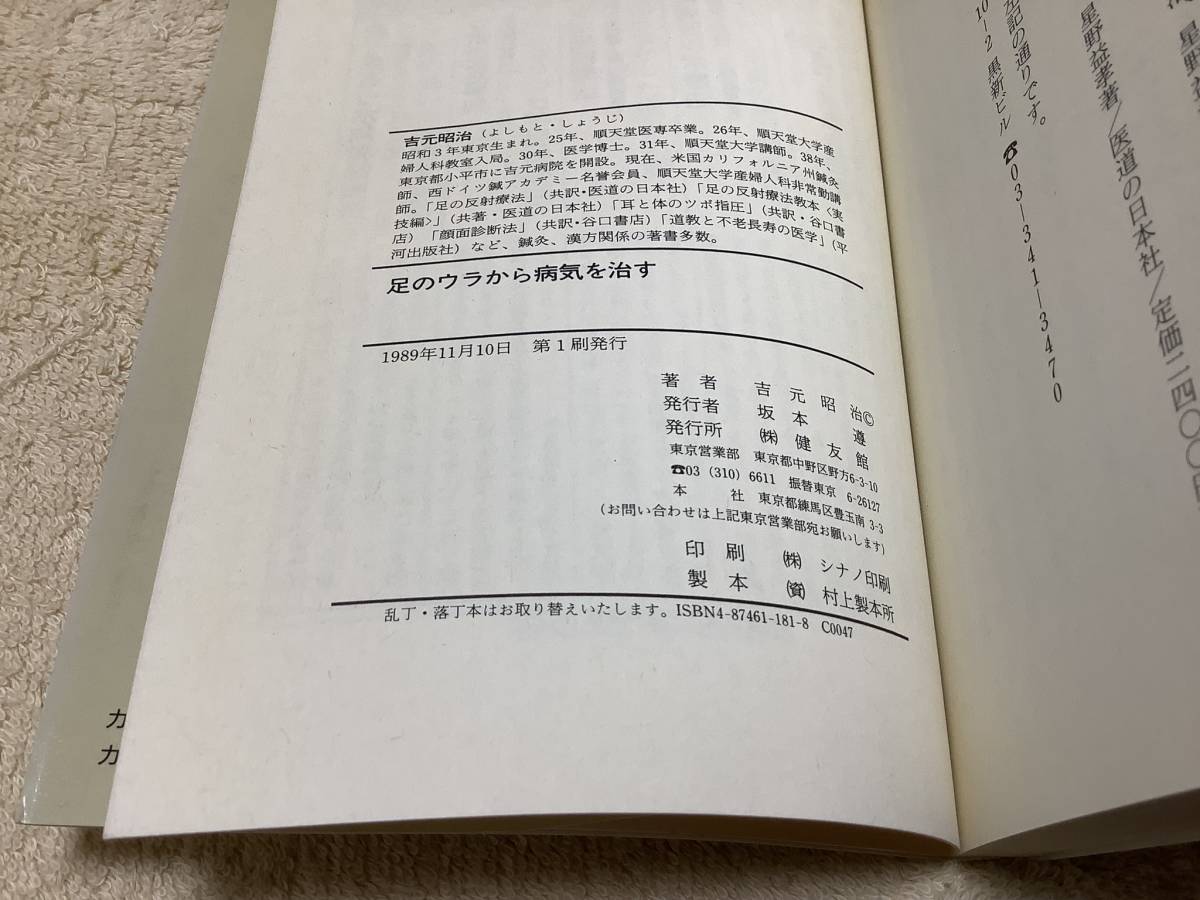 吉元昭治（よしもと・しょうじ）
昭和３年東京生まれ。25年、順天堂医専卒業。26年、順天堂大学産
婦人科教室入局。30年、医学博士。31年、順天堂大学講師。38年、
東京都小平市に吉元病院を開設。現在、米国カリフォルニア州鍼灸
師、西ドイツ鍼アカデミー名誉会員、順天堂大学産婦人科非常勤講
師。「足の反射療法」（共訳・医道の日本社）「足の反射療法教本〈実
技編〉」（共著・医道の日本社）「耳と体のツボ指圧」（共訳・谷口書
店）「顔面診断法」（共訳・谷口書店）「道教と不老長寿の医学」（平
河出版社）など、鍼灸、漢方関係の著書多数。
足のウラから病気を治す
1989年11月10日 第１刷発行
著者 吉元昭治©
発行者 坂本 遵
発行所 ㈱ 健友館
東京営業部 東京都中野区野方6-3-10
☎03 (310) 6611 振替東京 6-26127
本社 東京都練馬区豊玉南 3-3
（お問い合わせは上記東京営業部宛お願いします）
印刷 ㈱ シナノ印刷
製本 ㈾ 村上製本所
乱丁・落丁本はお取り替えいたします。ISBN4-87461-181-8 C0047
星野益孝著／医道の日本社／定価二四〇〇円
左記の通りです。
10−2 黒新ビル ☎03−341−3470
カ
カ